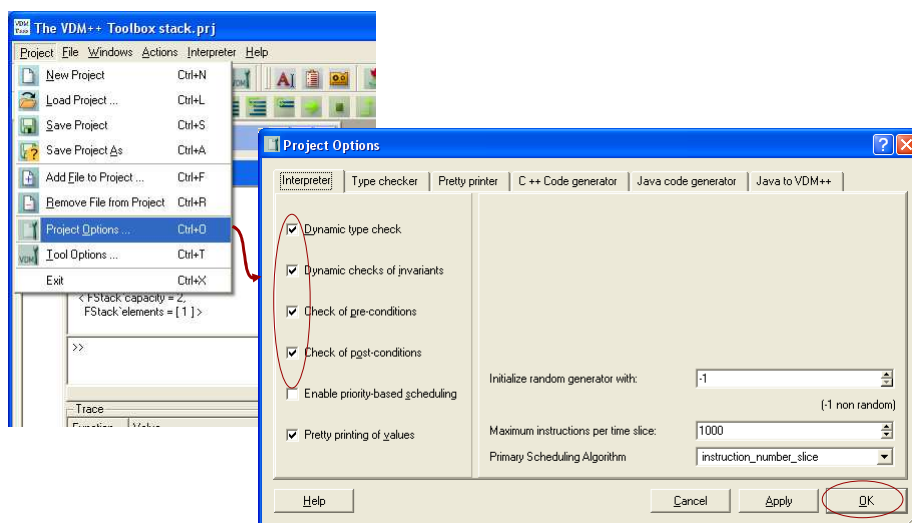 The VDM++ Toolbox stack.prj
Project File Windows Actions Interpreter Help
New Project Ctrl+N
Load Project ... Ctrl+L
Save Project Ctrl+S
Save Project As Ctrl+A
Add File to Project ... Ctrl+F
Remove File from Project Ctrl+R
Project Options ... Ctrl+O
Tool Options ... Ctrl+T
Exit Ctrl+X
< FStack`capacity = 2,
FStack`elements = [ 1 ] >
>>
Trace
Function Value
Project Options
Interpreter Type checker Pretty printer C ++ Code generator Java code generator Java to VDM++
Dynamic type check
Dynamic checks of invariants
Check of pre-conditions
Check of post-conditions
Enable priority-based scheduling
Pretty printing of values
Initialize random generator with: -1
(-1 non random)
Maximum instructions per time slice: 1000
Primary Scheduling Algorithm instruction_number_slice
Help Cancel Apply OK